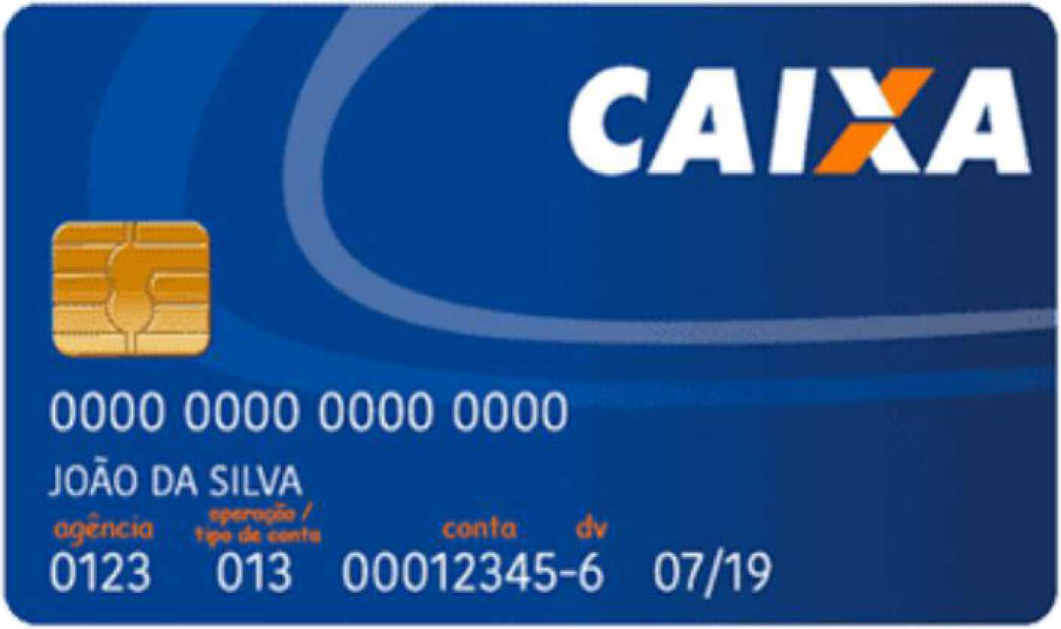 CAIXA
0000 0000 0000 0000
JOÃO DA SILVA
agência operação / tipo de conta conta dv
0123 013 00012345-6 07/19